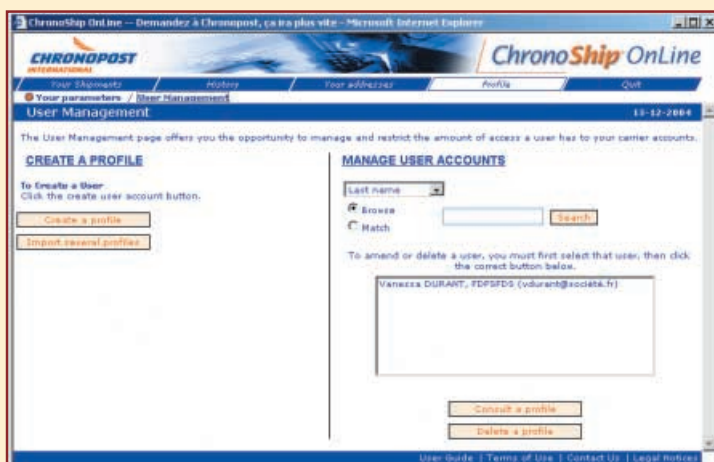 ChronoShip OnLine -- Demandez à Chronopost, ça ira plus vite - Microsoft Internet Explorer
CHRONOPOST
INTERNATIONAL
ChronoShip OnLine
Your Shipments
History
Your addresses
Profile
Quit
Your parameters / User Management
User Management
13-12-2004
The User Management page offers you the opportunity to manage and restrict the amount of access a user has to your carrier accounts.
CREATE A PROFILE
To Create a User
Click the create user account button.
Create a profile
Import several profiles
MANAGE USER ACCOUNTS
Last name
Browse
Match
Search
To amend or delete a user, you must first select that user, then click
the correct button below.
Vanessa DURANT, FDFSFDS (vdurant@société.fr)
Consult a profile
Delete a profile
User Guide | Terms of Use | Contact Us | Legal Notices